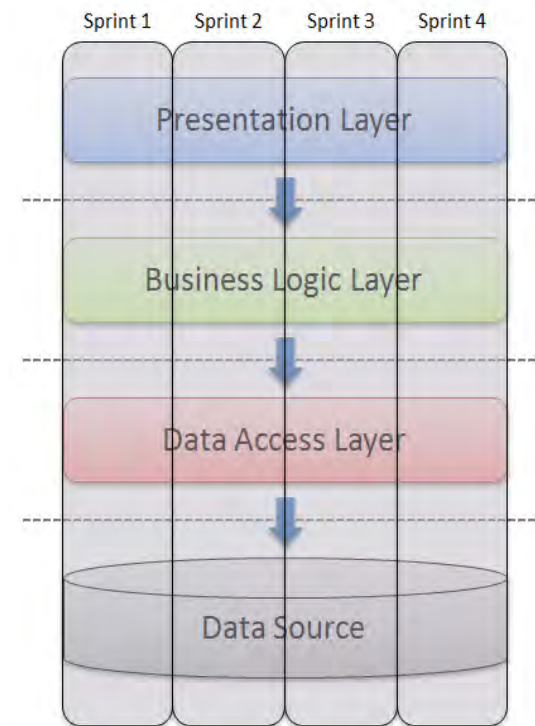 Sprint 1 Sprint 2 Sprint 3 Sprint 4
Presentation Layer
Business Logic Layer
Data Access Layer
Data Source